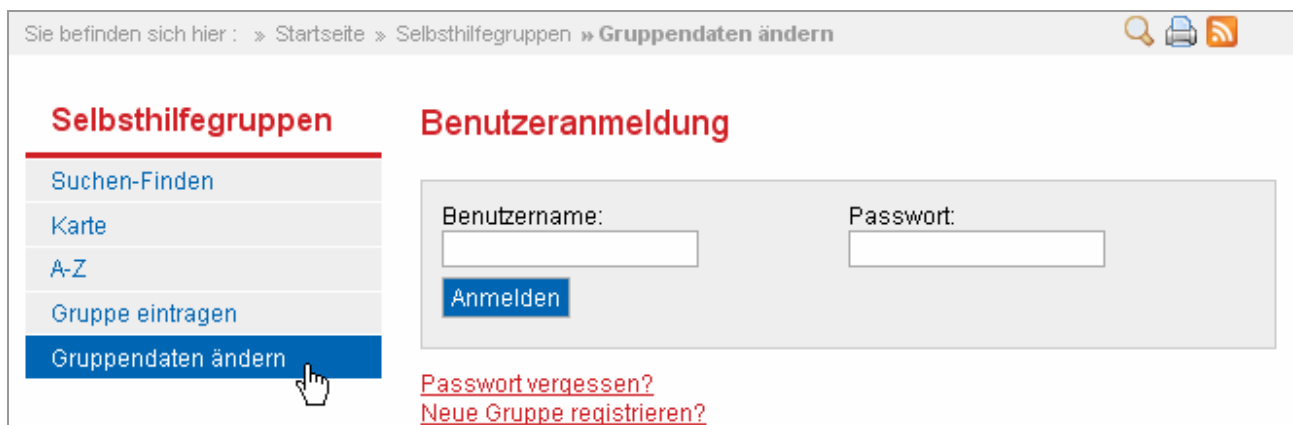 Sie befinden sich hier : » Startseite » Selbsthilfegruppen » Gruppendaten ändern
Selbsthilfegruppen
Suchen-Finden
Karte
A-Z
Gruppe eintragen
Gruppendaten ändern
Benutzeranmeldung
Benutzername:
Passwort:
Anmelden
Passwort vergessen?
Neue Gruppe registrieren?